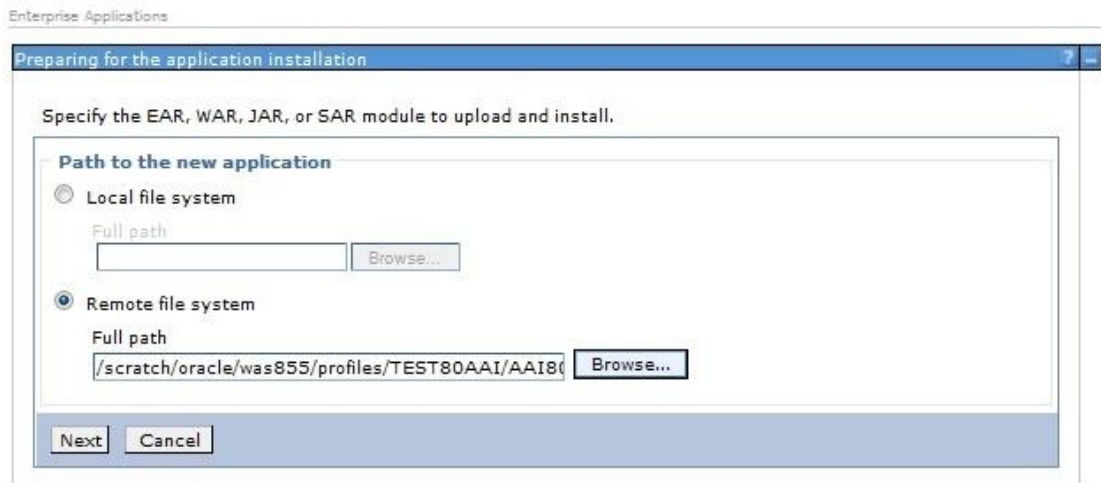 Enterprise Applications
Preparing for the application installation ? -
Specify the EAR, WAR, JAR, or SAR module to upload and install.
Path to the new application
Local file system
Full path
Browse...
Remote file system
Full path
/scratch/oracle/was855/profiles/TEST80AAI/AAI80 Browse...
Next Cancel